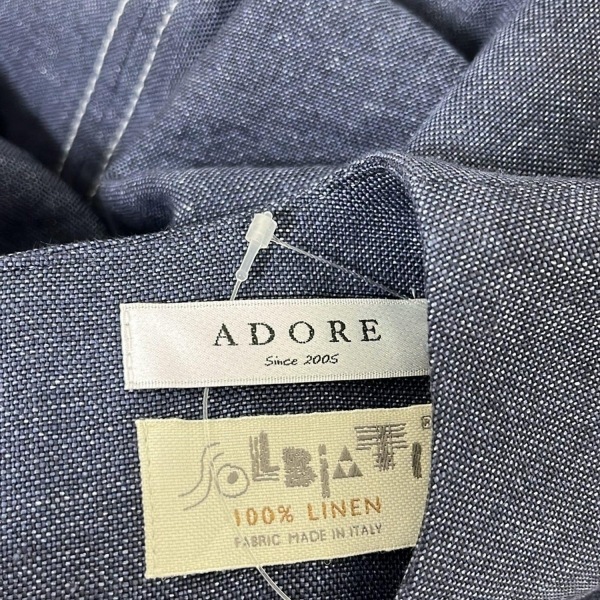 ADORE
Since 2005
SOLBiATi®
100% LINEN
FABRIC MADE IN ITALY